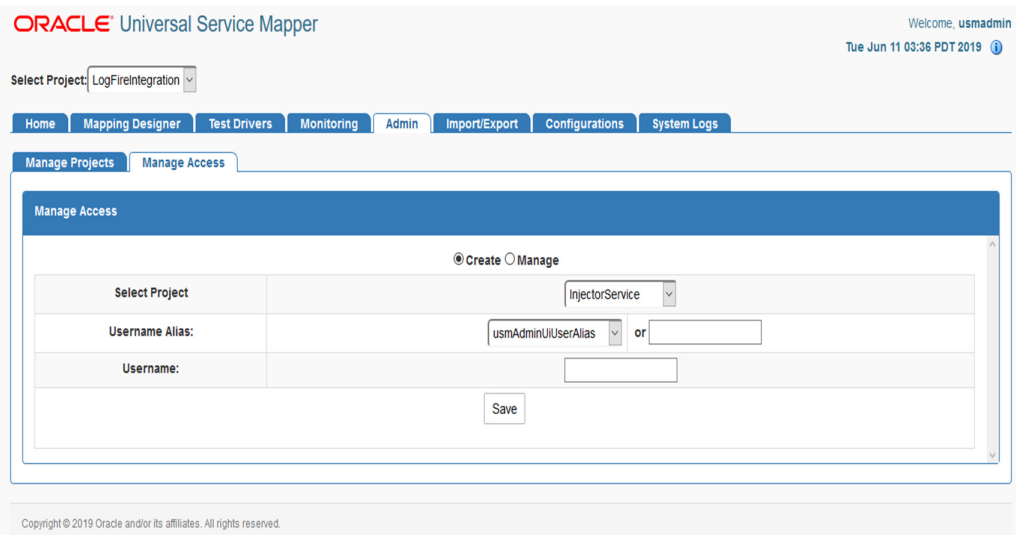 ORACLE® Universal Service Mapper
Welcome, usmadmin
Tue Jun 11 03:36 PDT 2019
Select Project: LogFireIntegration
Home Mapping Designer Test Drivers Monitoring Admin Import/Export Configurations System Logs
Manage Projects Manage Access
Manage Access
Create Manage
Select Project InjectorService
Username Alias: usmAdminUiUserAlias or
Username:
Save
Copyright © 2019 Oracle and/or its affiliates. All rights reserved.